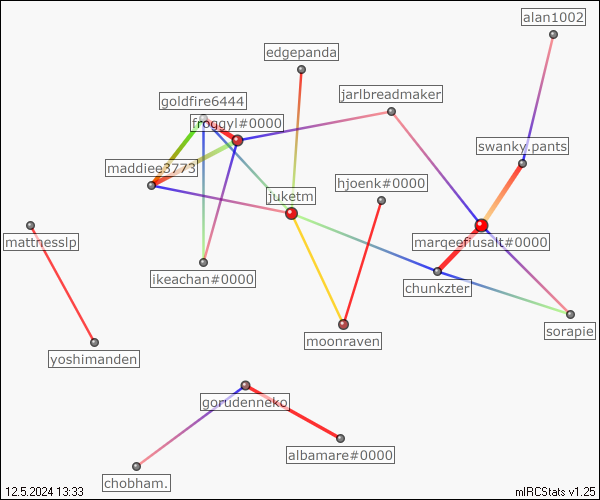 alan1002
edgepanda
jarlbreadmaker
goldfire6444
froggyl#0000
swanky.pants
maddiee3773
hjoenk#0000
juketm
mattnesslp
marqeeflusalt#0000
ikeachan#0000
chunkzter
sorapie
moonraven
yoshimanden
gorudenneko
albamare#0000
chobham.
12.5.2024 13:33
mIRCStats v1.25